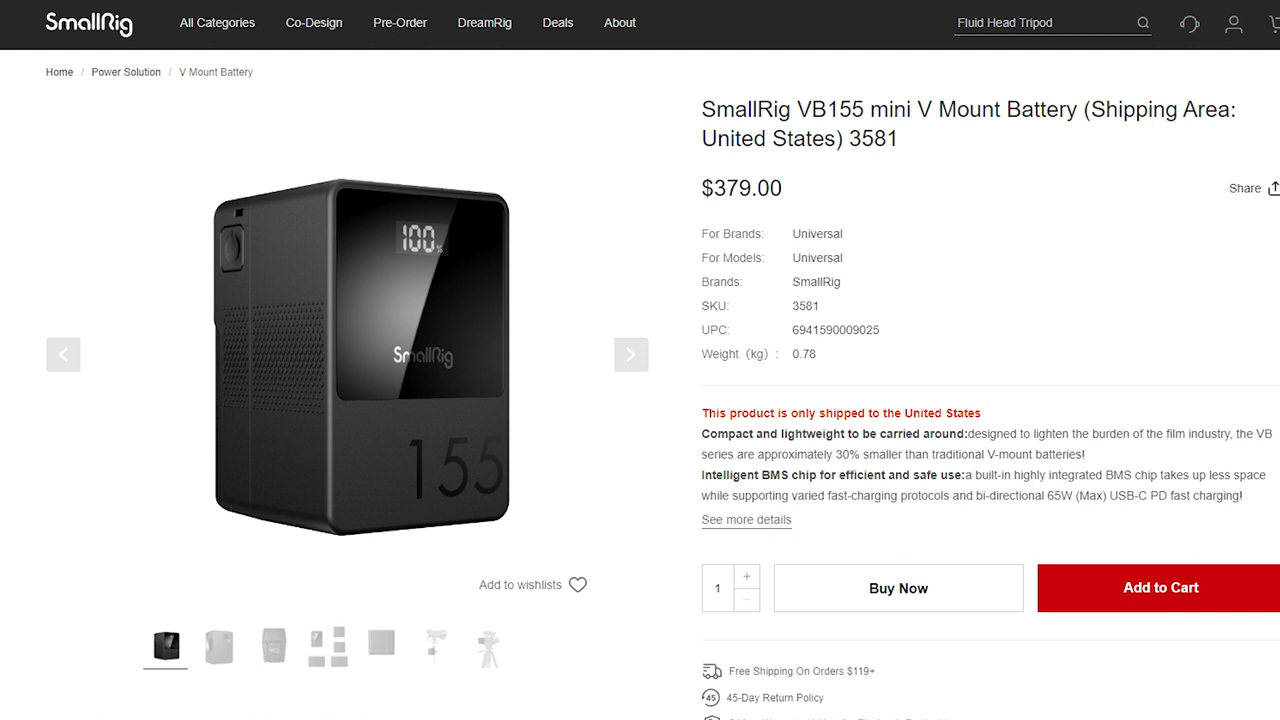 SmallRig
All Categories
Co-Design
Pre-Order
DreamRig
Deals
About
Fluid Head Tripod
Home / Power Solution / V Mount Battery
SmallRig VB155 mini V Mount Battery (Shipping Area:
United States) 3581
$379.00
Share
For Brands: Universal
For Models: Universal
Brands: SmallRig
SKU: 3581
UPC: 6941590009025
Weight（kg）: 0.78
100%
SmallRig
155
This product is only shipped to the United States
Compact and lightweight to be carried around:designed to lighten the burden of the film industry, the VB
series are approximately 30% smaller than traditional V-mount batteries!
Intelligent BMS chip for efficient and safe use:a built-in highly integrated BMS chip takes up less space
while supporting varied fast-charging protocols and bi-directional 65W (Max) USB-C PD fast charging!
See more details
Add to wishlists
1
+
-
Buy Now
Add to Cart
Free Shipping On Orders $119+
45
45-Day Return Policy